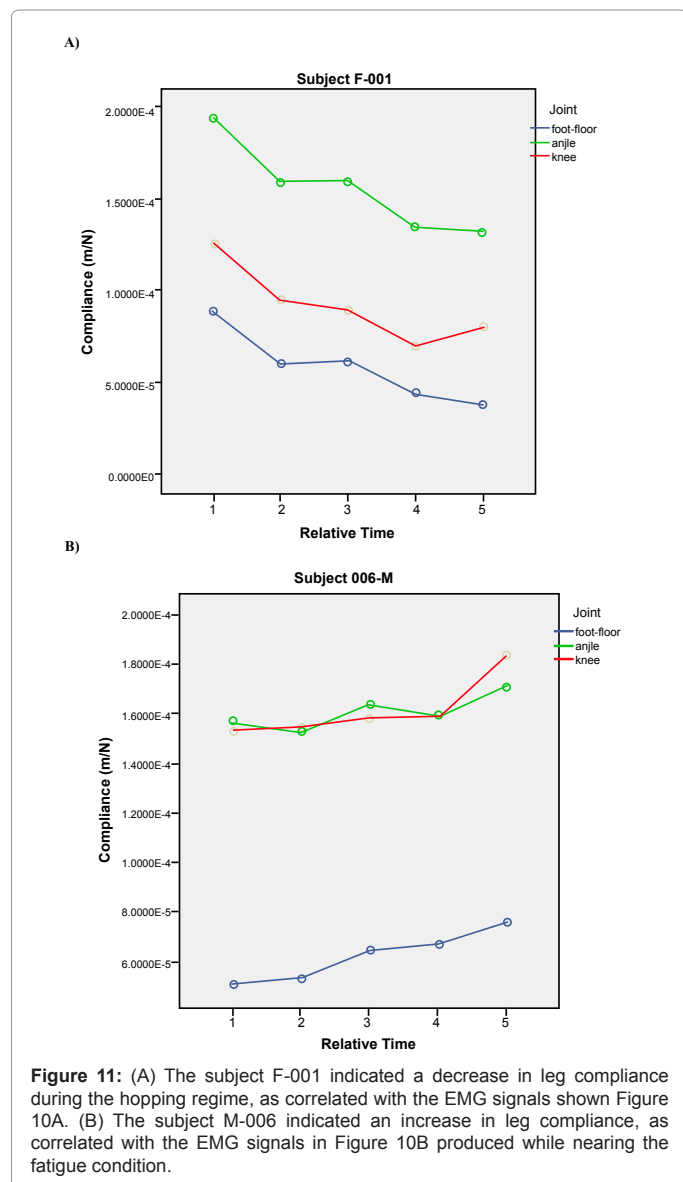 A)
Subject F-001
Joint
foot-floor
anjle
knee
2.0000E-4
1.5000E-4
1.0000E-4
5.0000E-5
0.0000E0
Compliance (m/N)
1 2 3 4 5
Relative Time
B)
Subject 006-M
Joint
foot-floor
anjle
knee
2.0000E-4
1.8000E-4
1.6000E-4
1.4000E-4
1.2000E-4
1.0000E-4
8.0000E-5
6.0000E-5
Compliance (m/N)
1 2 3 4 5
Relative Time
Figure 11: (A) The subject F-001 indicated a decrease in leg compliance
during the hopping regime, as correlated with the EMG signals shown Figure
10A. (B) The subject M-006 indicated an increase in leg compliance, as
correlated with the EMG signals in Figure 10B produced while nearing the
fatigue condition.